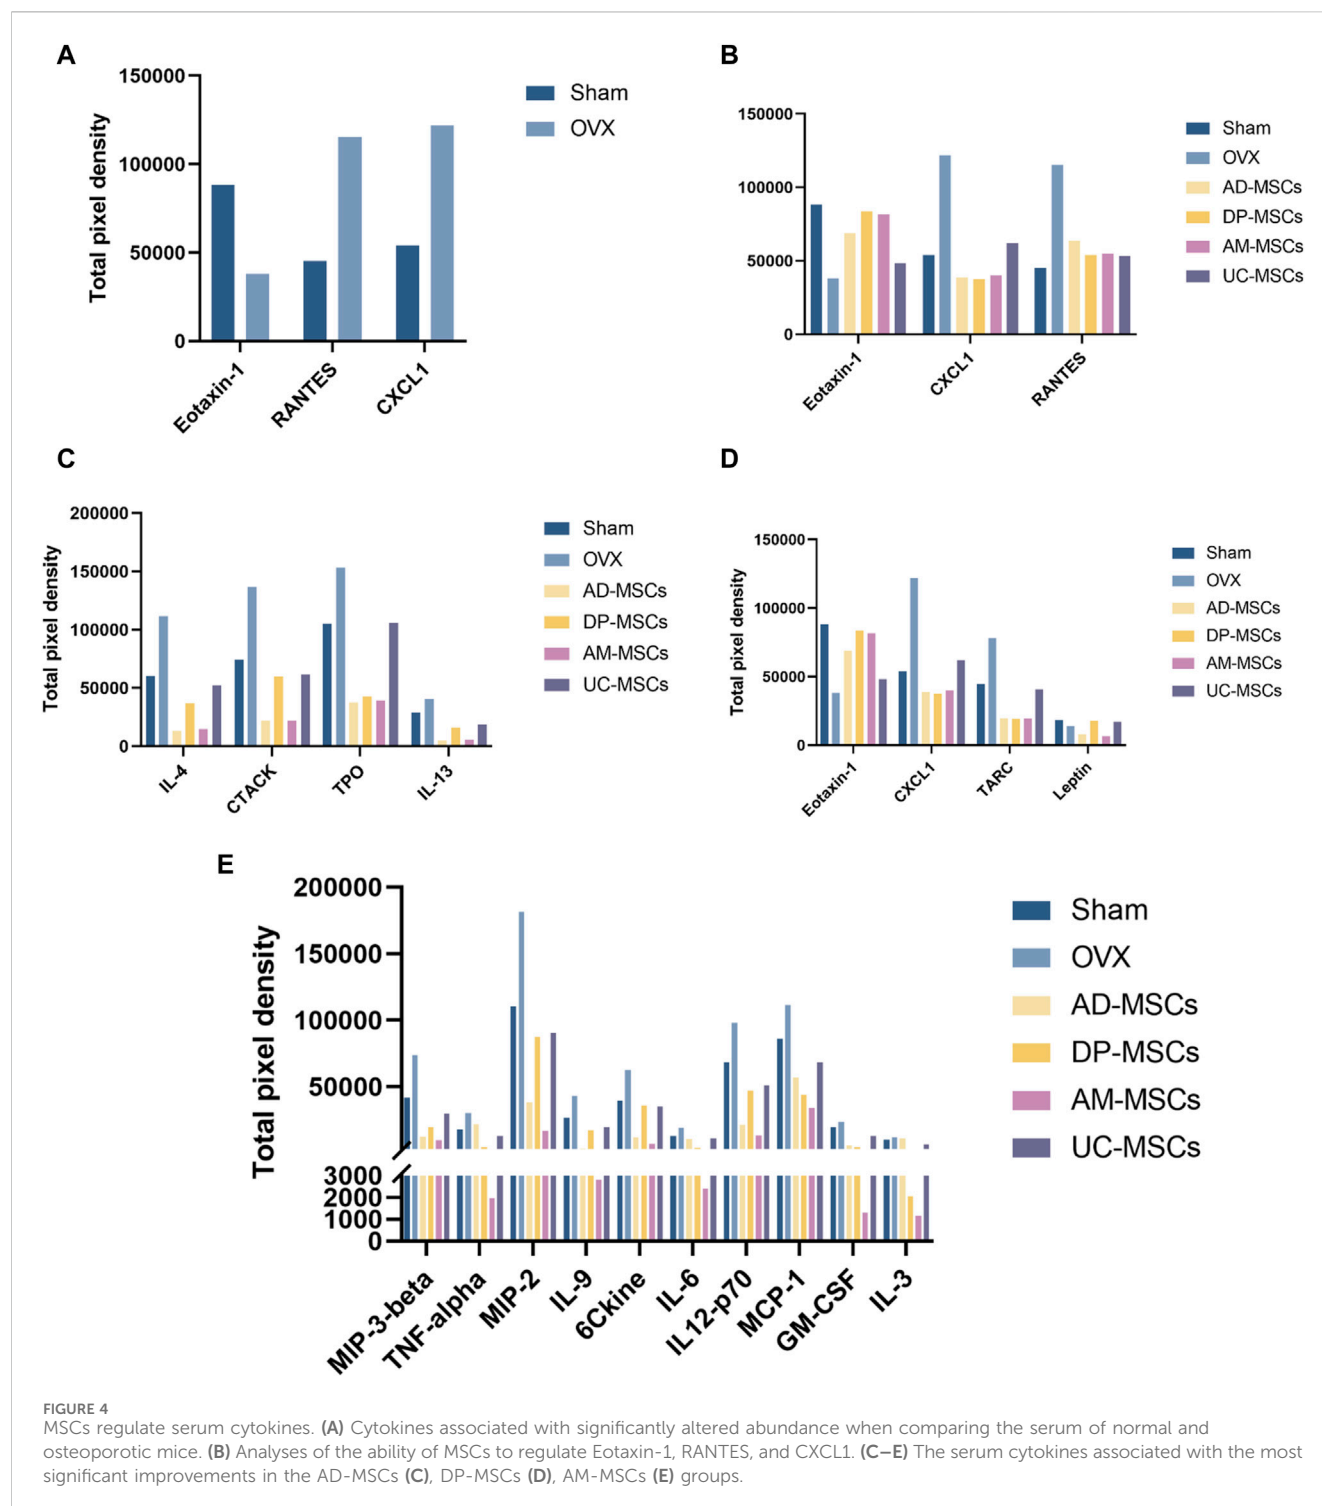 A
150000
100000
50000
0
Total pixel density
Eotaxin-1
RANTES
CXCL1
Sham
OVX
B
150000
100000
50000
0
Total pixel density
Eotaxin-1
CXCL1
RANTES
Sham
OVX
AD-MSCs
DP-MSCs
AM-MSCs
UC-MSCs
C
200000
150000
100000
50000
0
Total pixel density
IL-4
CTACK
TPO
IL-13
Sham
OVX
AD-MSCs
DP-MSCs
AM-MSCs
UC-MSCs
D
150000
100000
50000
0
Total pixel density
Eotaxin-1
CXCL1
TARC
Leptin
Sham
OVX
AD-MSCs
DP-MSCs
AM-MSCs
UC-MSCs
E
200000
150000
100000
50000
3000
2000
1000
0
Total pixel density
MIP-3-beta
TNF-alpha
MIP-2
IL-9
6Ckine
IL-6
IL12-p70
MCP-1
GM-CSF
IL-3
Sham
OVX
AD-MSCs
DP-MSCs
AM-MSCs
UC-MSCs
FIGURE 4
MSCs regulate serum cytokines. (A) Cytokines associated with significantly altered abundance when comparing the serum of normal and
osteoporotic mice. (B) Analyses of the ability of MSCs to regulate Eotaxin-1, RANTES, and CXCL1. (C–E) The serum cytokines associated with the most
significant improvements in the AD-MSCs (C), DP-MSCs (D), AM-MSCs (E) groups.